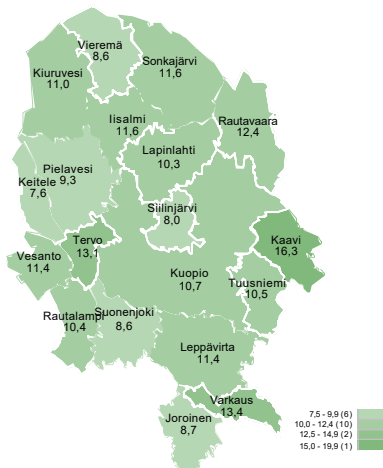 Vieremä
8,6
Sonkajärvi
11,6
Kiuruvesi
11,0
Iisalmi
11,6
Rautavaara
12,4
Lapinlahti
10,3
Pielavesi
9,3
Keitele
7,6
Siilinjärvi
8,0
Tervo
13,1
Kaavi
16,3
Vesanto
11,4
Kuopio
10,7
Tuusniemi
10,5
Rautalampi
10,4
Suonenjoki
8,6
Leppävirta
11,4
Varkaus
13,4
Joroinen
8,7
7,5 - 9,9 (6)
10,0 - 12,4 (10)
12,5 - 14,9 (2)
15,0 - 19,9 (1)